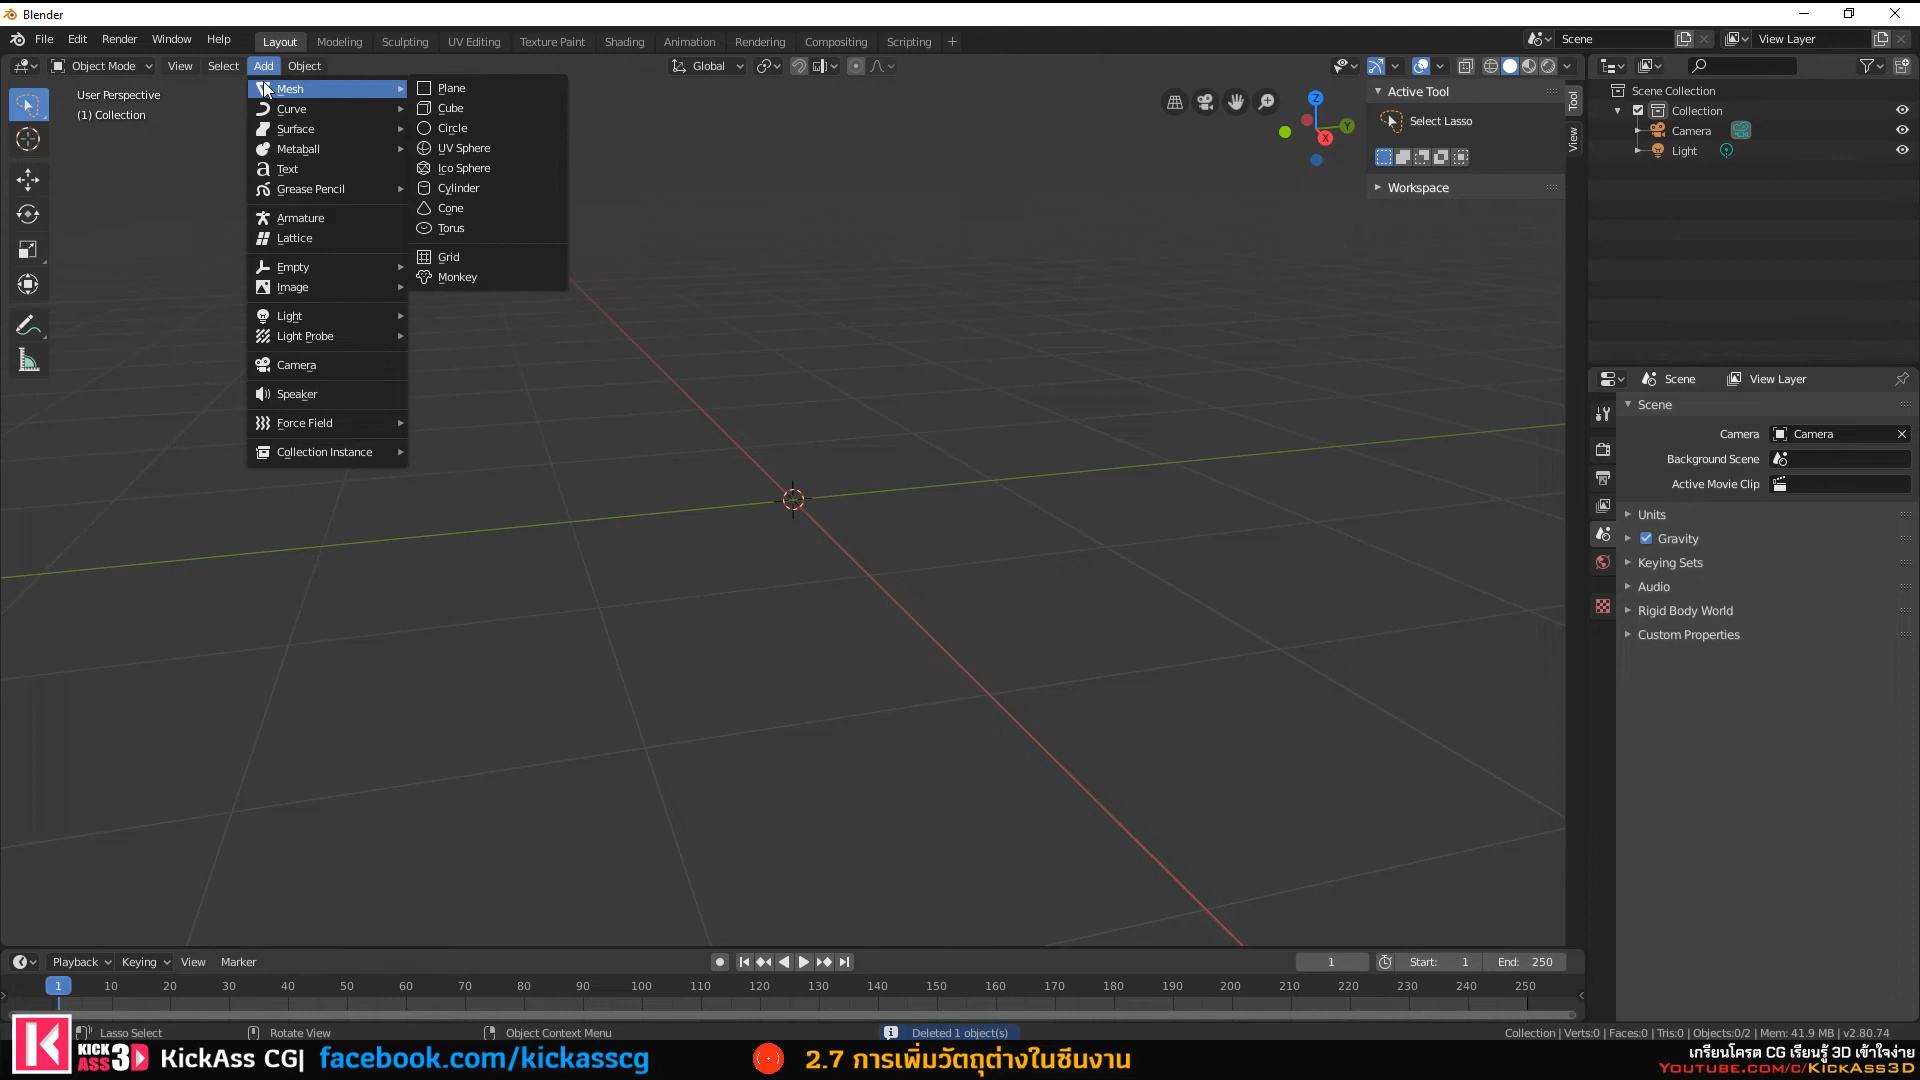 Blender
File Edit Render Window Help Layout Modeling Sculpting UV Editing Texture Paint Shading Animation Rendering Compositing Scripting + Scene View Layer
Object Mode View Select Add Object Global
User Perspective
(1) Collection
Mesh
Curve
Surface
Metaball
Text
Grease Pencil
Armature
Lattice
Empty
Image
Light
Light Probe
Camera
Speaker
Force Field
Collection Instance
Plane
Cube
Circle
UV Sphere
Ico Sphere
Cylinder
Cone
Torus
Grid
Monkey
Z
Y
X
Active Tool
Select Lasso
Workspace
Tool
View
Scene Collection
Collection
Camera
Light
Scene View Layer
Scene
Camera Camera
Background Scene
Active Movie Clip
Units
Gravity
Keying Sets
Audio
Rigid Body World
Custom Properties
Playback Keying View Marker 1 Start: 1 End: 250
1 10 20 30 40 50 60 70 80 90 100 110 120 130 140 150 160 170 180 190 200 210 220 230 240 250
Lasso Select Rotate View Object Context Menu Deleted 1 object(s) Collection | Verts:0 | Faces:0 | Tris:0 | Objects:0/2 | Mem: 41.9 MB | v2.80.74
K KICK ASS 3D KickAss CG| facebook.com/kickasscg 2.7 การเพิ่มวัตถุต่างในซีนงาน
เกรียนโครต CG เรียนรู้ 3D เข้าใจง่าย
YOUTUBE.COM/C/KICKASS3D